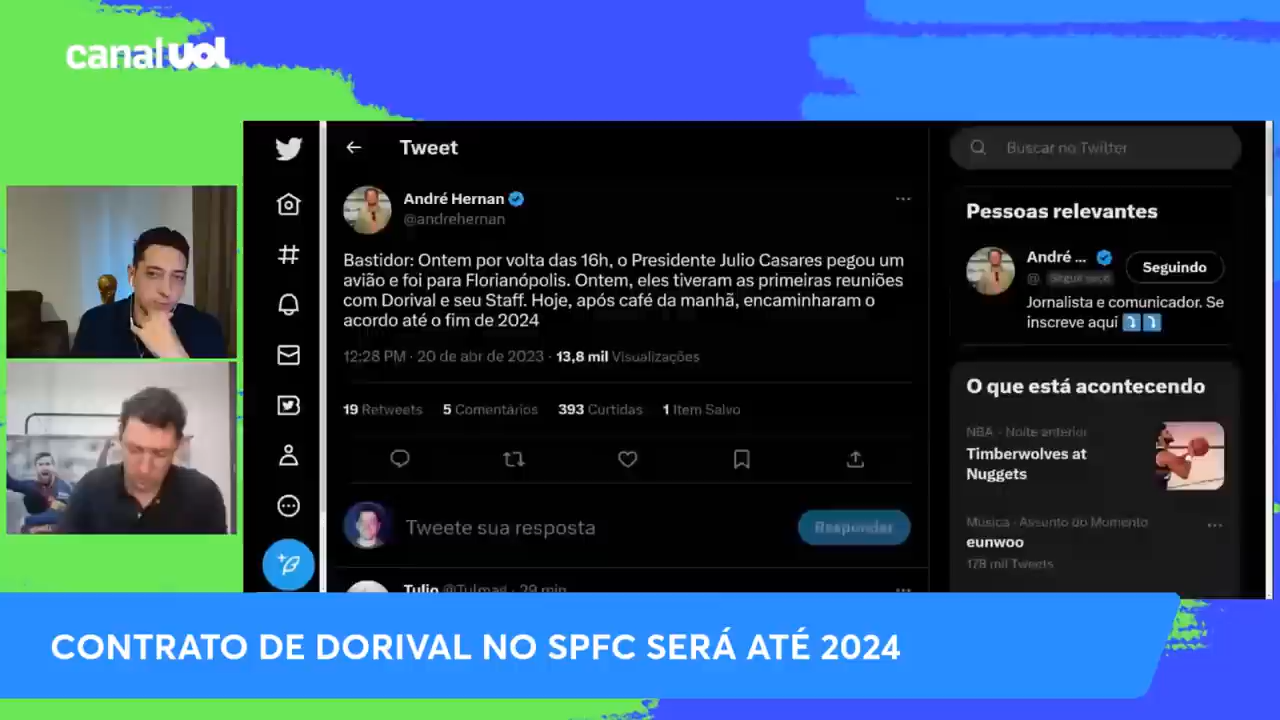 canal UOL
Tweet
Buscar no Twitter
André Hernan
@andrehernan
Bastidor: Ontem por volta das 16h, o Presidente Julio Casares pegou um
avião e foi para Florianópolis. Ontem, eles tiveram as primeiras reuniões
com Dorival e seu Staff. Hoje, após café da manhã, encaminharam o
acordo até o fim de 2024
12:28 PM · 20 de abr de 2023 · 13,8 mil Visualizações
19 Retweets 5 Comentários 393 Curtidas 1 Item Salvo
Tweete sua resposta
Responder
Tulio @Tulmas · 29 min
Pessoas relevantes
André ...
@
Seguindo
Jornalista e comunicador. Se
inscreve aqui
O que está acontecendo
NBA · Noite anterior
Timberwolves at
Nuggets
Música · Assunto do Momento
eunwoo
178 mil Tweets
CONTRATO DE DORIVAL NO SPFC SERÁ ATÉ 2024